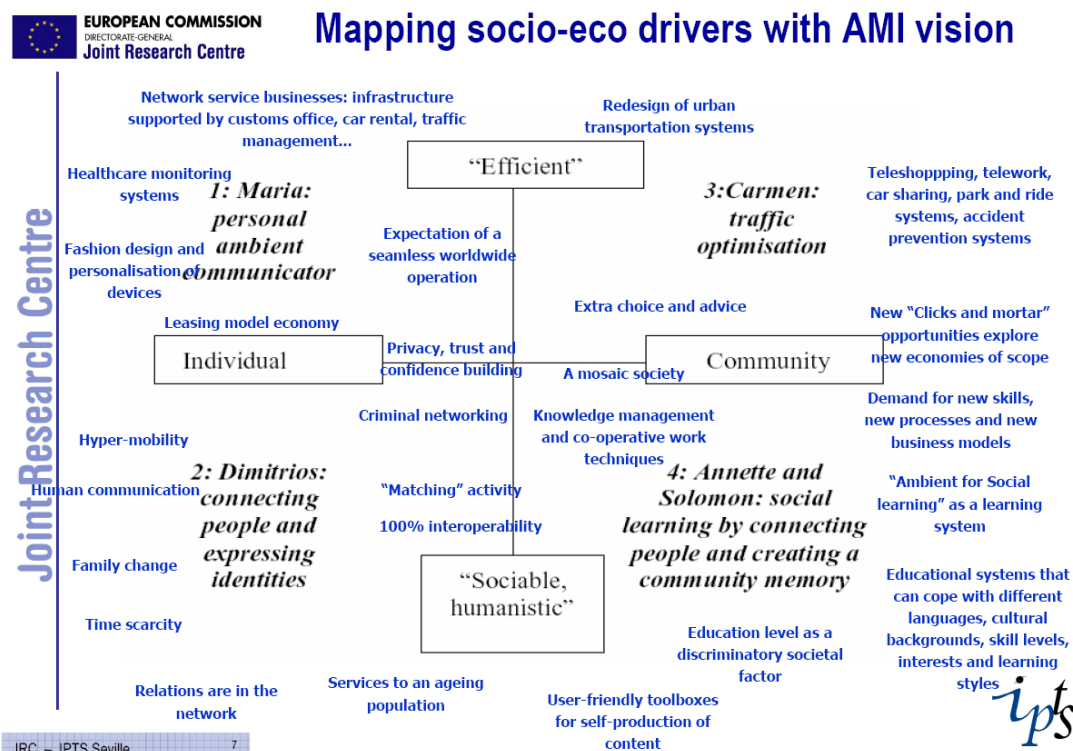 EUROPEAN COMMISSION
DIRECTORATE-GENERAL
Joint Research Centre
Mapping socio-eco drivers with AMI vision
Joint Research Centre
Network service businesses: infrastructure
supported by customs office, car rental, traffic
management...
Redesign of urban
transportation systems
"Efficient"
Healthcare monitoring
systems
1: Maria:
personal
ambient
communicator
Fashion design and
personalisation of
devices
Expectation of a
seamless worldwide
operation
3:Carmen:
traffic
optimisation
Teleshoppping, telework,
car sharing, park and ride
systems, accident
prevention systems
Extra choice and advice
Leasing model economy
Individual
Privacy, trust and
confidence building
A mosaic society
Community
New “Clicks and mortar”
opportunities explore
new economies of scope
Criminal networking
Knowledge management
and co-operative work
techniques
Demand for new skills,
new processes and new
business models
Hyper-mobility
Human communication
2: Dimitrios:
connecting
people and
expressing
identities
“Matching” activity
100% interoperability
4: Annette and
Solomon: social
learning by connecting
people and creating a
community memory
“Ambient for Social
learning” as a learning
system
Family change
Time scarcity
“Sociable,
humanistic”
Educational systems that
can cope with different
languages, cultural
backgrounds, skill levels,
interests and learning
styles
Education level as a
discriminatory societal
factor
Relations are in the
network
Services to an ageing
population
User-friendly toolboxes
for self-production of
content
ipts
JRC – IPTS Seville
7